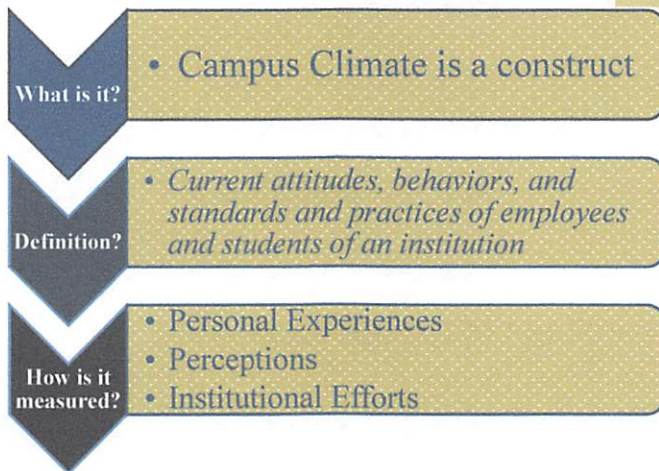 What is it?
• Campus Climate is a construct
Definition?
• Current attitudes, behaviors, and
standards and practices of employees
and students of an institution
How is it
measured?
• Personal Experiences
• Perceptions
• Institutional Efforts